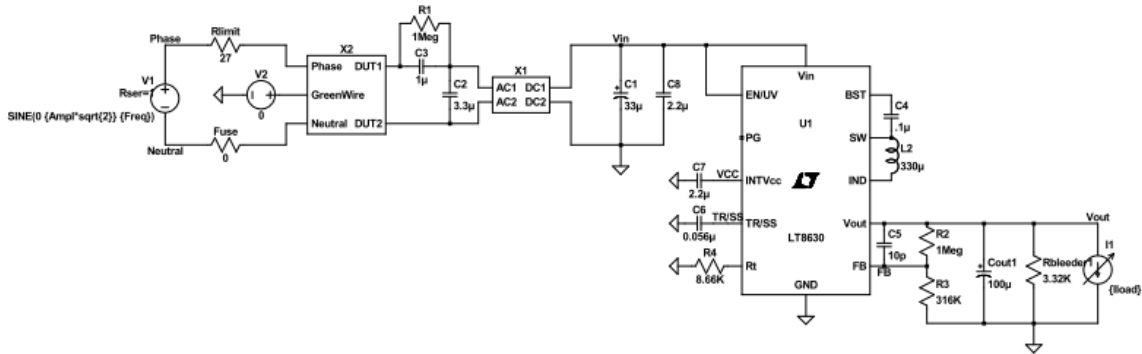 R1
1Meg
Phase
Rlimit
27
X2
C3
1µ
Vin
V1
Rser=
SINE(0 {Ampl*sqrt{2}} {Freq})
V2
0
Phase
DUT1
GreenWire
Neutral
DUT2
C2
3.3µ
X1
AC1
DC1
AC2
DC2
C1
33µ
C8
2.2µ
Fuse
0
Neutral
Vin
EN/UV
BST
C4
.1µ
U1
PG
SW
L2
330µ
C7
2.2µ
VCC
INTVcc
IND
C6
0.056µ
TR/SS
TR/SS
LT8630
Vout
R4
8.66K
Rt
FB
GND
C5
10p
FB
R2
1Meg
R3
316K
Cout1
100µ
Rbleeder1
3.32K
Vout
I1
{Iload}